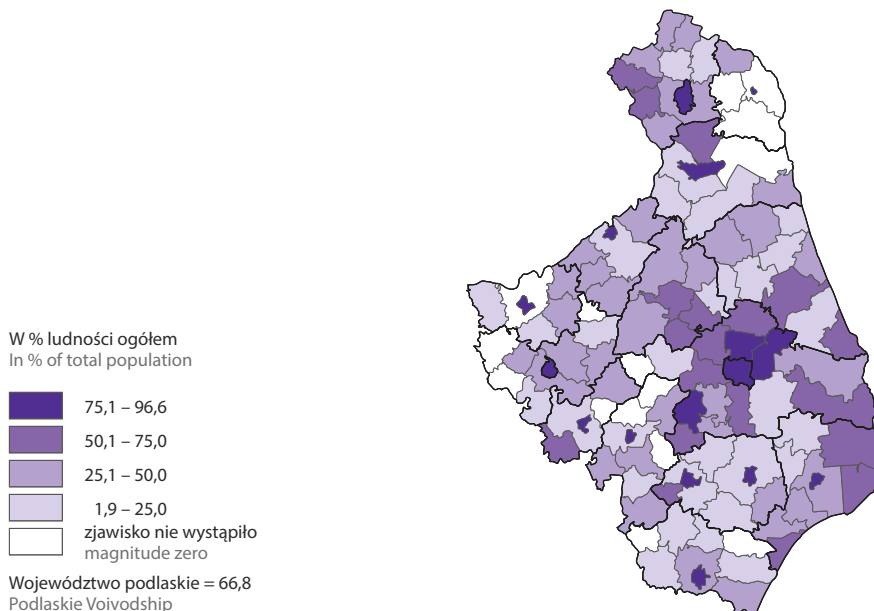 W % ludności ogółem
In % of total population
75,1 – 96,6
50,1 – 75,0
25,1 – 50,0
1,9 – 25,0
zjawisko nie wystąpiło
magnitude zero
Województwo podlaskie = 66,8
Podlaskie Voivodship